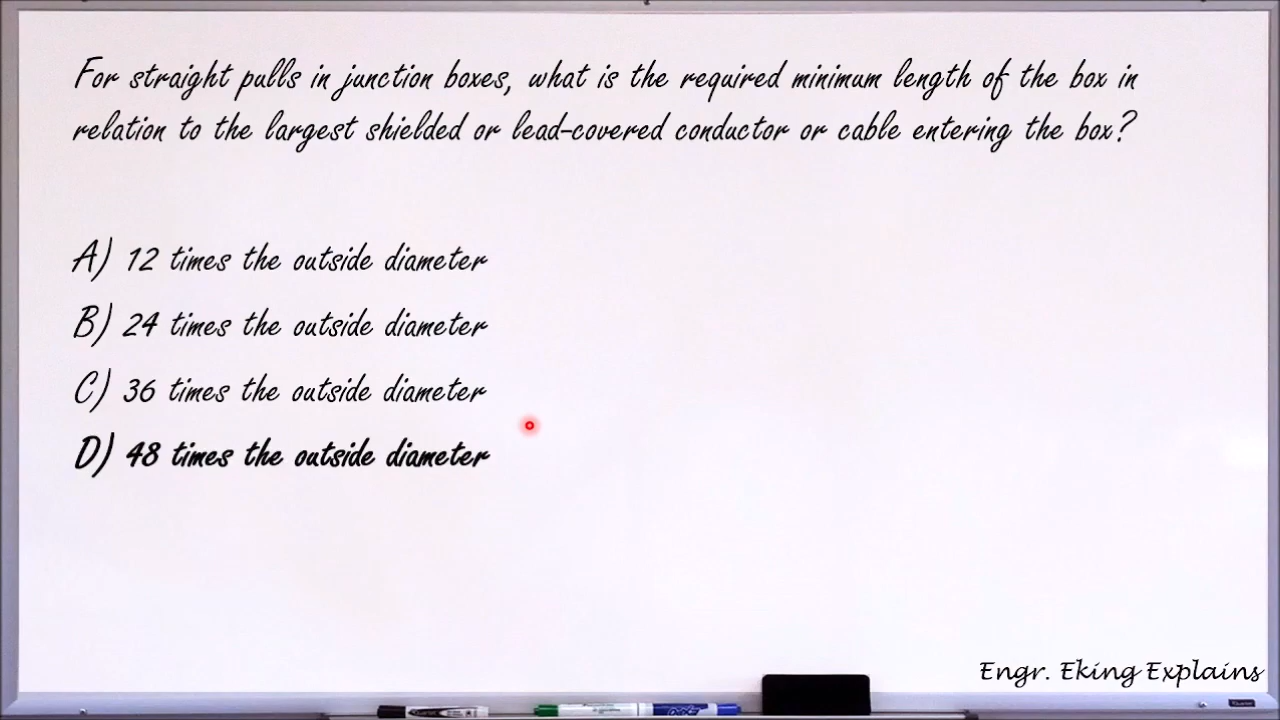 For straight pulls in junction boxes, what is the required minimum length of the box in
relation to the largest shielded or lead-covered conductor or cable entering the box?
A) 12 times the outside diameter
B) 24 times the outside diameter
C) 36 times the outside diameter
D) 48 times the outside diameter
Engr. Eking Explains